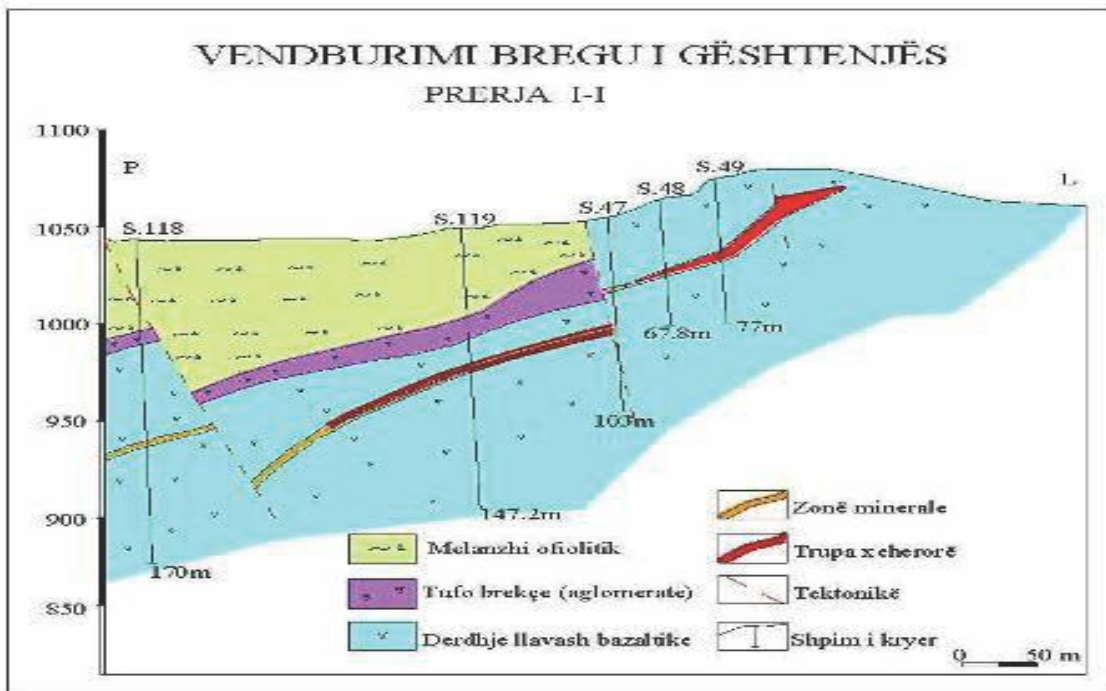 VENDBURIMI BREGU I GËSHTENJËS
PRERJA I-I
1100
P
L
S.49
S.48
S.47
S.119
S.118
1050
1000
67.8m
77m
950
103m
900
147.2m
170m
850
Zonë minerale
Melanzhi ofiolitik
Trupa xeherorë
Tufo brekçe (aglomerate)
Tektonikë
Derdhje llavash bazaltike
Shpim i kryer
0 50 m